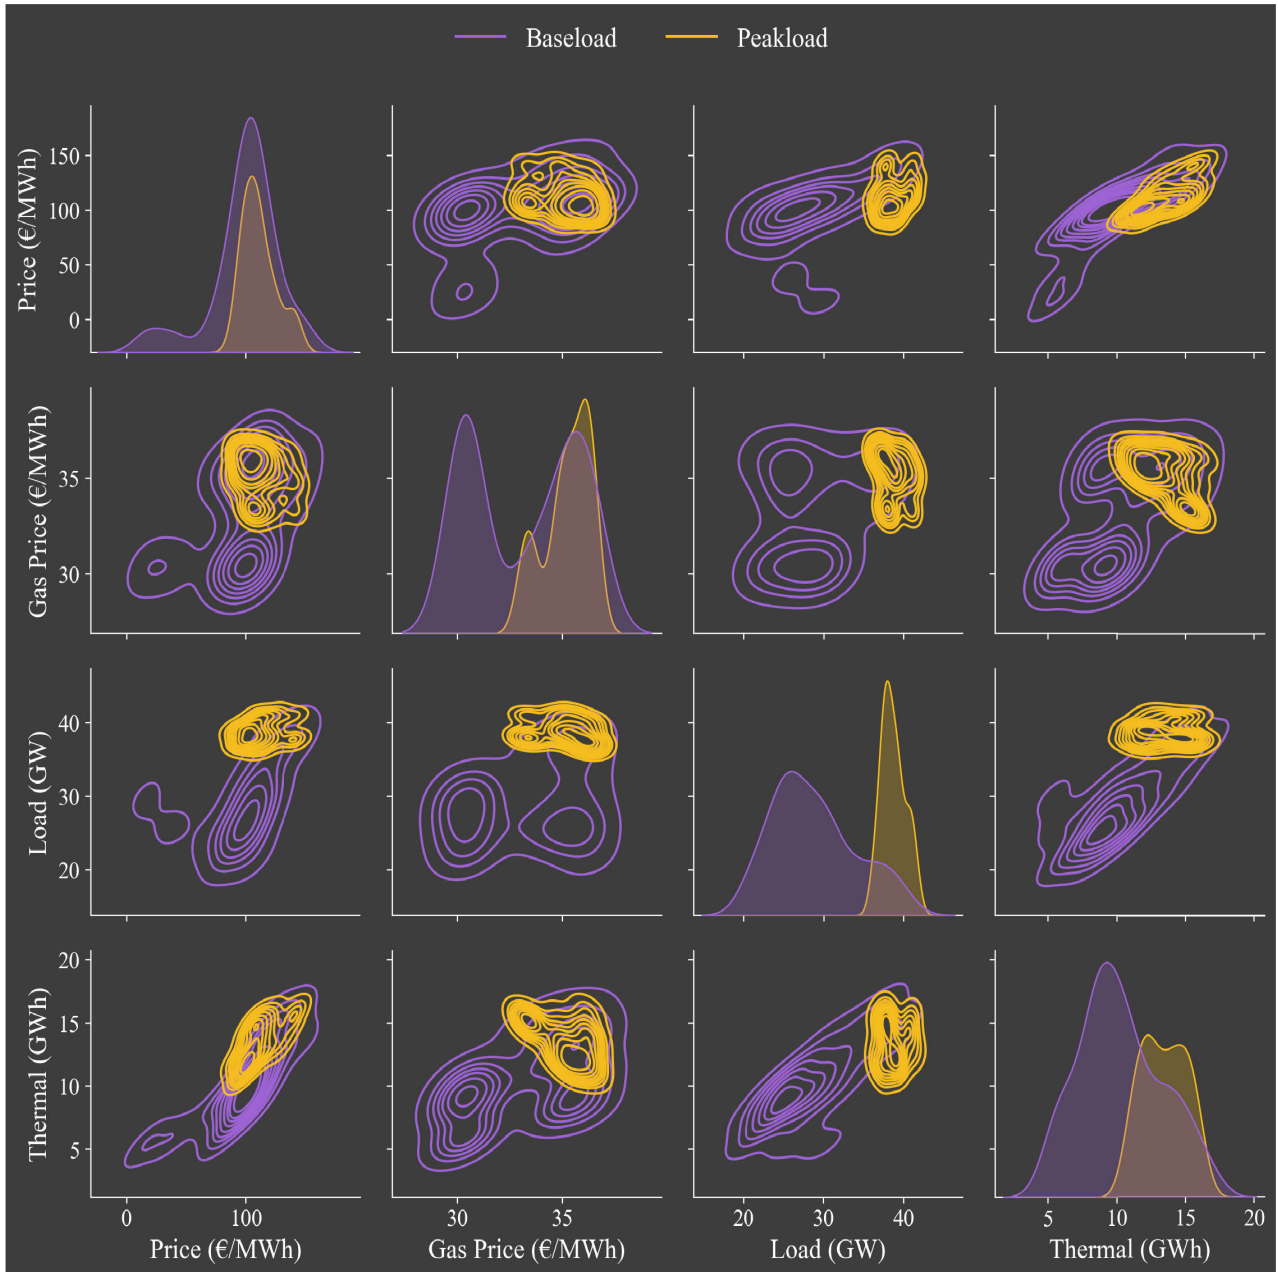 Baseload Peakload
Price (€/MWh)
150
100
50
0
Gas Price (€/MWh)
35
30
Load (GW)
40
30
20
Thermal (GWh)
20
15
10
5
0 100 30 35 20 30 40 5 10 15 20
Price (€/MWh) Gas Price (€/MWh) Load (GW) Thermal (GWh)